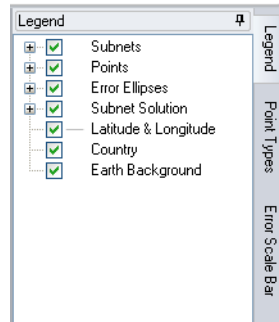 Legend
Subnets
Points
Error Ellipses
Subnet Solution
Latitude & Longitude
Country
Earth Background
Legend
Point Types
Error Scale Bar